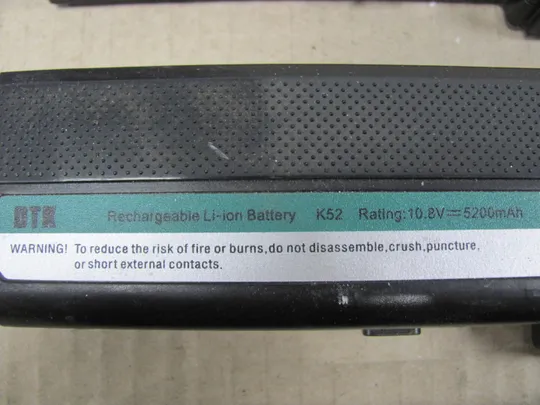 DTK Rechargeable Li-ion Battery K52 Rating:10.8V⎓5200mAh
WARNING! To reduce the risk of fire or burns,do not disassemble,crush,puncture,
or short external contacts.